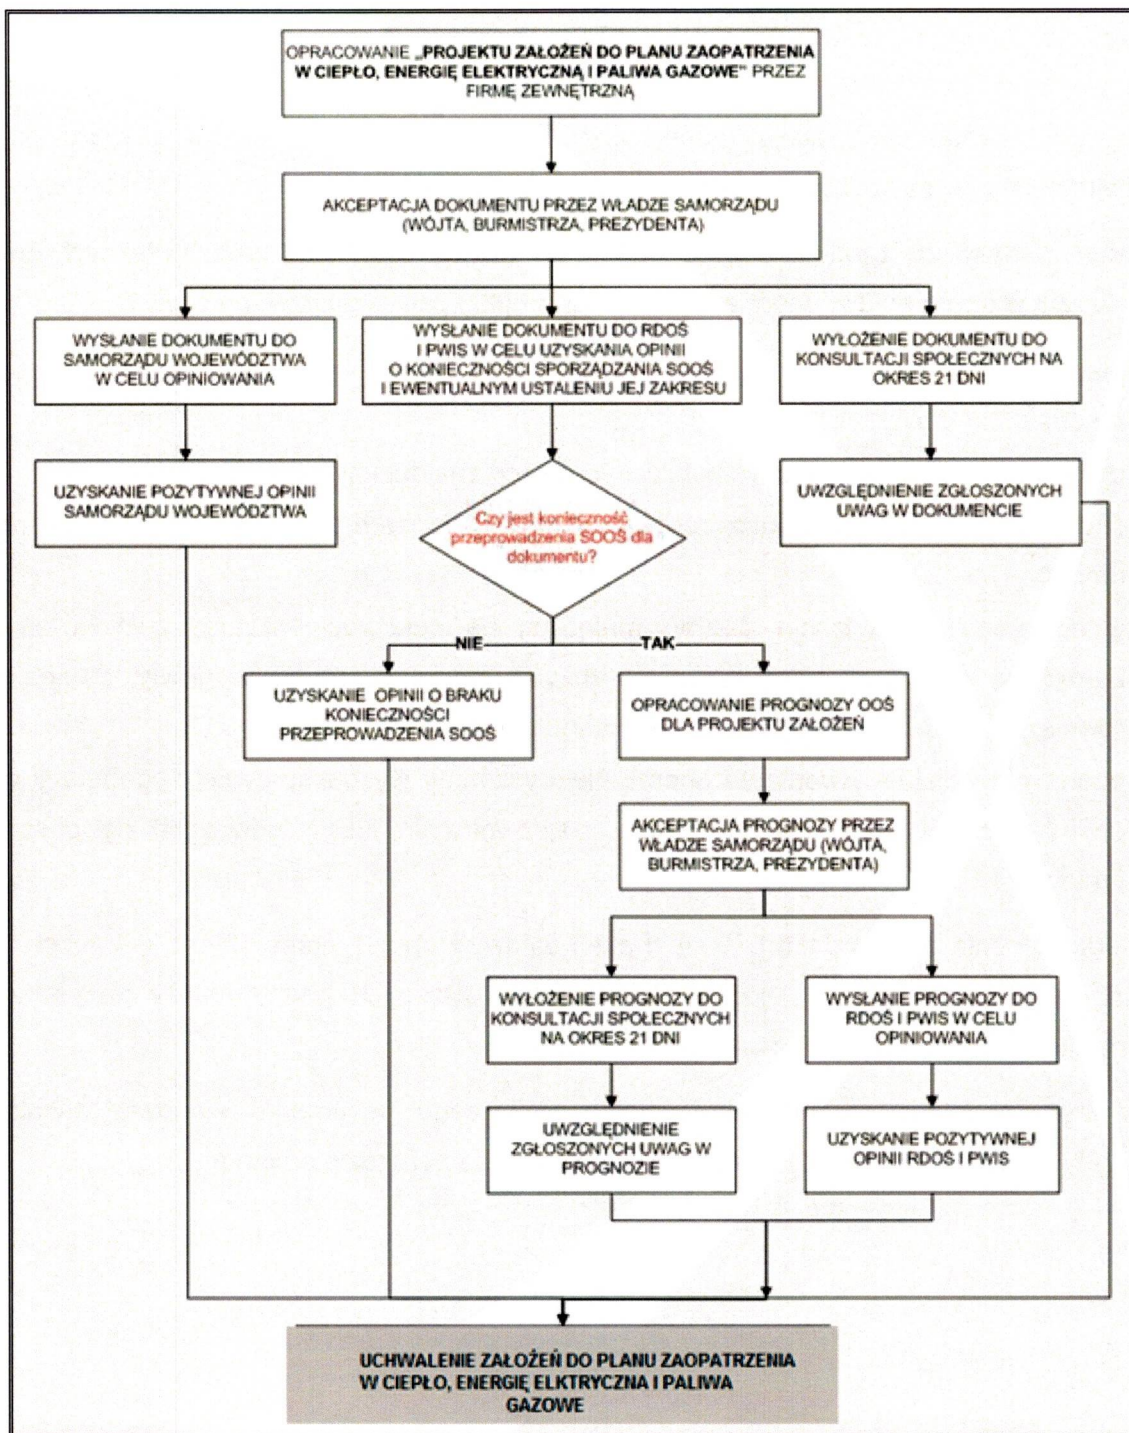 OPRACOWANIE „PROJEKTU ZAŁOŻEŃ DO PLANU ZAOPATRZENIA
W CIEPŁO, ENERGIĘ ELEKTRYCZNĄ I PALIWA GAZOWE” PRZEZ
FIRMĘ ZEWNĘTRZNĄ
AKCEPTACJA DOKUMENTU PRZEZ WŁADZE SAMORZĄDU
(WÓJTA, BURMISTRZA, PREZYDENTA)
WYSŁANIE DOKUMENTU DO
SAMORZĄDU WOJEWÓDZTWA
W CELU OPINIOWANIA
WYSŁANIE DOKUMENTU DO RDOŚ
I PWIS W CELU UZYSKANIA OPINII
O KONIECZNOŚCI SPORZĄDZANIA SOOŚ
I EWENTUALNYM USTALENIU JEJ ZAKRESU
WYŁOŻENIE DOKUMENTU DO
KONSULTACJI SPOŁECZNYCH NA
OKRES 21 DNI
UZYSKANIE POZYTYWNEJ OPINII
SAMORZĄDU WOJEWÓDZTWA
Czy jest konieczność
przeprowadzenia SOOŚ dla
dokumentu?
UWZGLĘDNIENIE ZGŁOSZONYCH
UWAG W DOKUMENCIE
NIE
TAK
UZYSKANIE OPINII O BRAKU
KONIECZNOŚCI
PRZEPROWADZENIA SOOŚ
OPRACOWANIE PROGNOZY OOŚ
DLA PROJEKTU ZAŁOŻEŃ
AKCEPTACJA PROGNOZY PRZEZ
WŁADZE SAMORZĄDU (WÓJTA,
BURMISTRZA, PREZYDENTA)
WYŁOŻENIE PROGNOZY DO
KONSULTACJI SPOŁECZNYCH
NA OKRES 21 DNI
WYSŁANIE PROGNOZY DO
RDOŚ I PWIS W CELU
OPINIOWANIA
UWZGLĘDNIENIE
ZGŁOSZONYCH UWAG W
PROGNOZIE
UZYSKANIE POZYTYWNEJ
OPINII RDOŚ I PWIS
UCHWALENIE ZAŁOŻEŃ DO PLANU ZAOPATRZENIA
W CIEPŁO, ENERGIĘ ELKTRYCZNA I PALIWA
GAZOWE